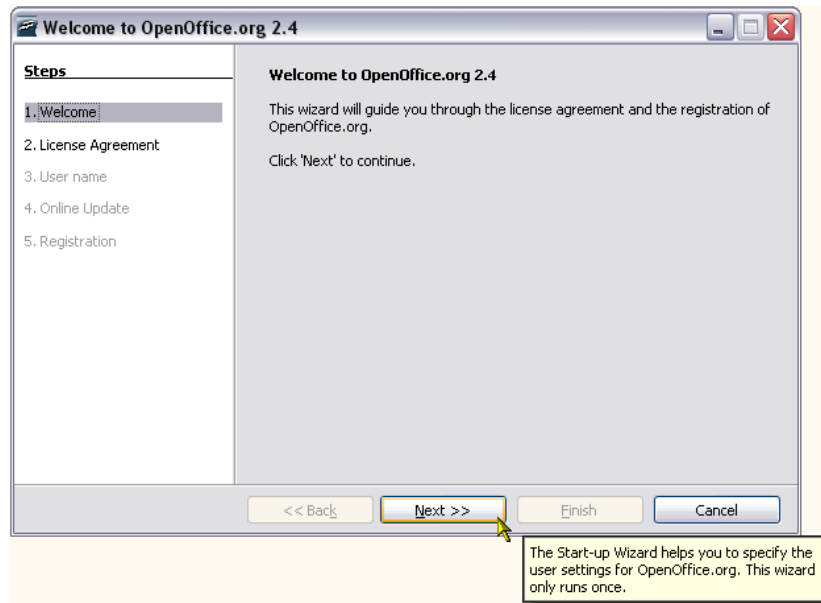 Welcome to OpenOffice.org 2.4
Steps
1. Welcome
2. License Agreement
3. User name
4. Online Update
5. Registration
Welcome to OpenOffice.org 2.4
This wizard will guide you through the license agreement and the registration of
OpenOffice.org.
Click 'Next' to continue.
<< Back
Next >>
Finish
Cancel
The Start-up Wizard helps you to specify the
user settings for OpenOffice.org. This wizard
only runs once.